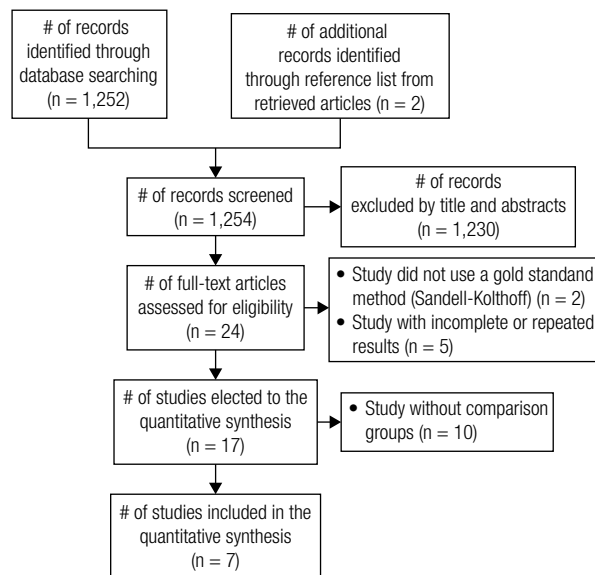 # of records
identified through
database searching
(n = 1,252)
# of additional
records identified
through reference list from
retrieved articles (n = 2)
# of records screened
(n = 1,254)
# of records
excluded by title and abstracts
(n = 1,230)
# of full-text articles
assessed for eligibility
(n = 24)
• Study did not use a gold standand
method (Sandell-Kolthoff) (n = 2)
• Study with incomplete or repeated
results (n = 5)
# of studies elected to the
quantitative synthesis
(n = 17)
• Study without comparison
groups (n = 10)
# of studies included in the
quantitative synthesis
(n = 7)